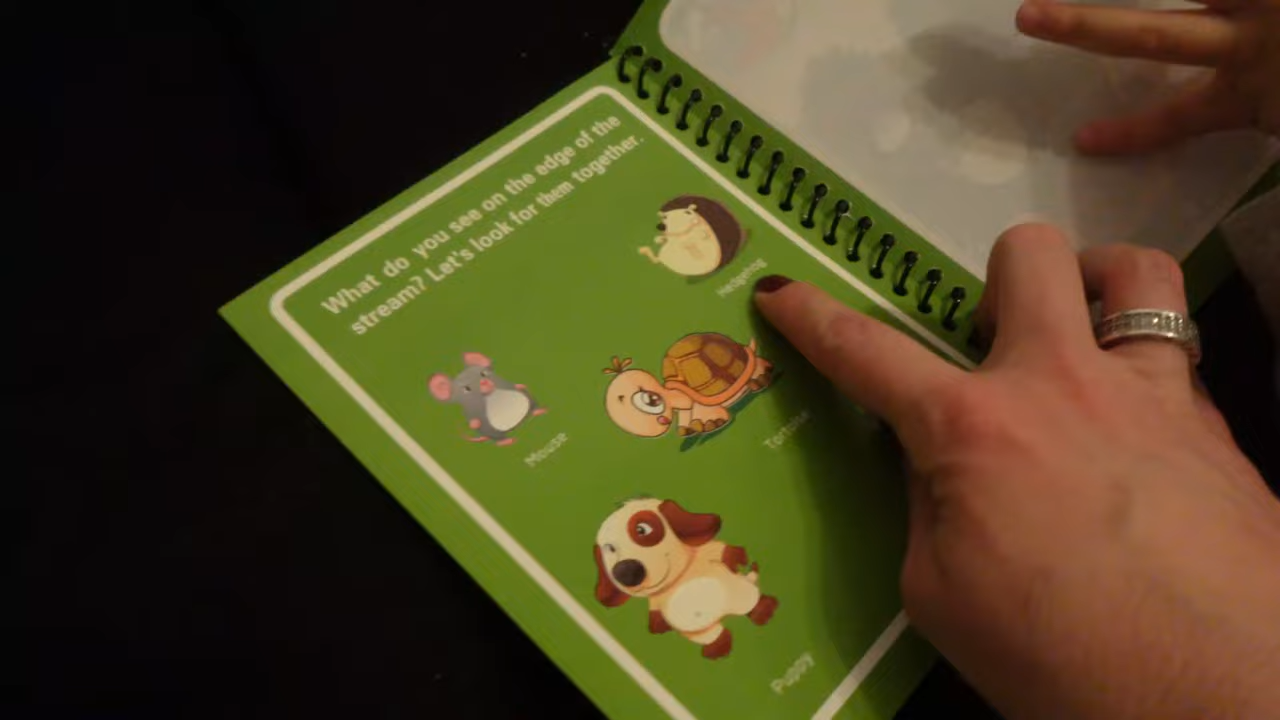 What do you see on the edge of the
stream? Let's look for them together.
Hedgehog
Mouse
Tortoise
Puppy